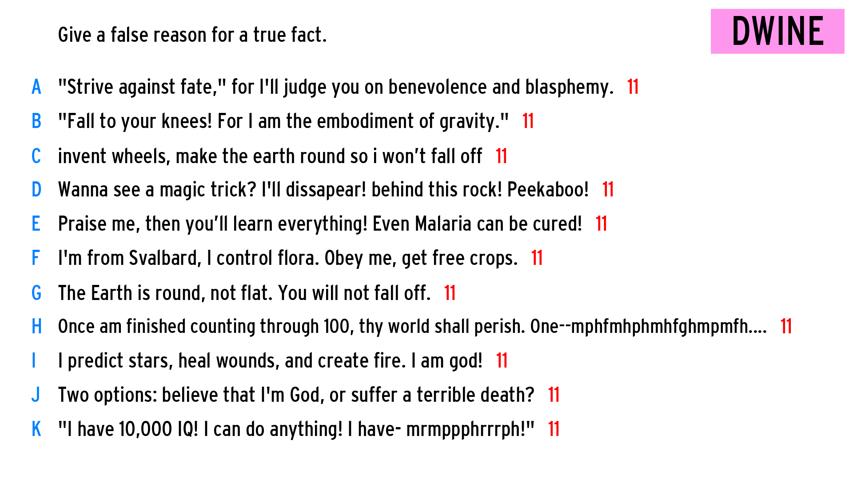 Give a false reason for a true fact.
DWINE
A "Strive against fate," for I'll judge you on benevolence and blasphemy. 11
B "Fall to your knees! For I am the embodiment of gravity." 11
C invent wheels, make the earth round so i won't fall off 11
D Wanna see a magic trick? I'll dissapear! behind this rock! Peekaboo! 11
E Praise me, then you'll learn everything! Even Malaria can be cured! 11
F I'm from Svalbard, I control flora. Obey me, get free crops. 11
G The Earth is round, not flat. You will not fall off. 11
H Once am finished counting through 100, thy world shall perish. One--mphfmhphmhfghmpmfh.... 11
I I predict stars, heal wounds, and create fire. I am god! 11
J Two options: believe that I'm God, or suffer a terrible death? 11
K "I have 10,000 IQ! I can do anything! I have- mrmppphrrrph!" 11